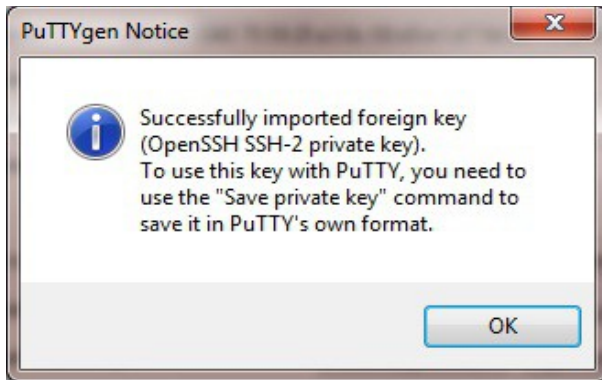 PuTTYgen Notice
Successfully imported foreign key
(OpenSSH SSH-2 private key).
To use this key with PuTTY, you need to
use the "Save private key" command to
save it in PuTTY's own format.
OK